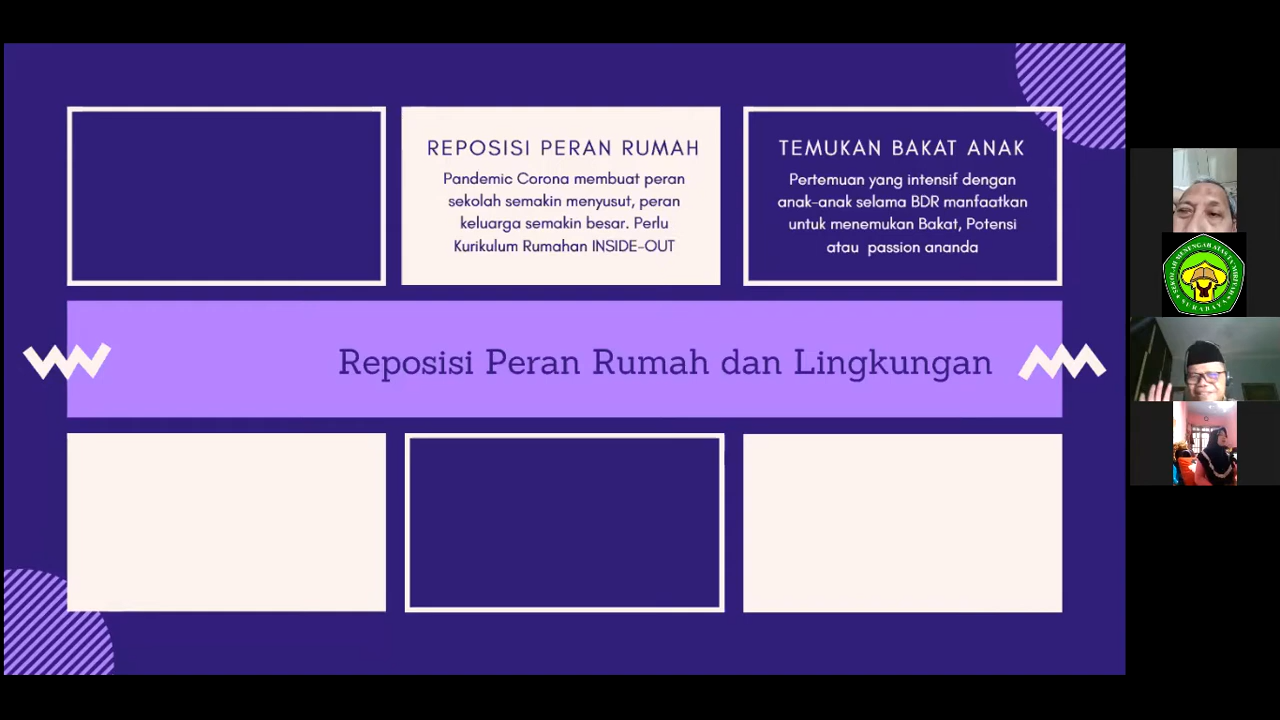 REPOSISI PERAN RUMAH
Pandemic Corona membuat peran
sekolah semakin menyusut, peran
keluarga semakin besar. Perlu
Kurikulum Rumahan INSIDE-OUT
TEMUKAN BAKAT ANAK
Pertemuan yang intensif dengan
anak-anak selama BDR manfaatkan
untuk menemukan Bakat, Potensi
atau passion ananda
Reposisi Peran Rumah dan Lingkungan
SURABAYA